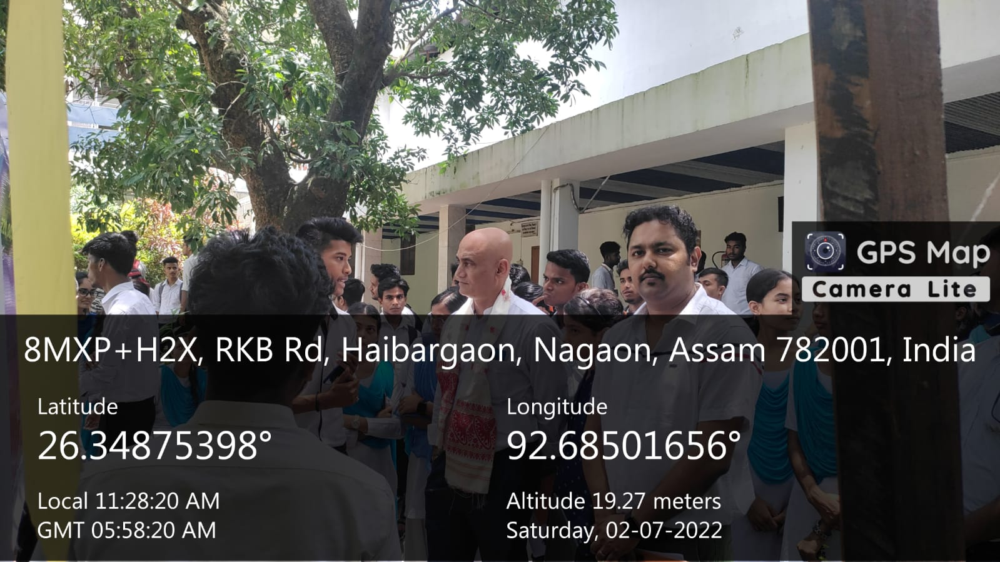 GPS Map
Camera Lite
8MXP+H2X, RKB Rd, Haibargaon, Nagaon, Assam 782001, India
Latitude
26.34875398°
Longitude
92.68501656°
Local 11:28:20 AM
GMT 05:58:20 AM
Altitude 19.27 meters
Saturday, 02-07-2022